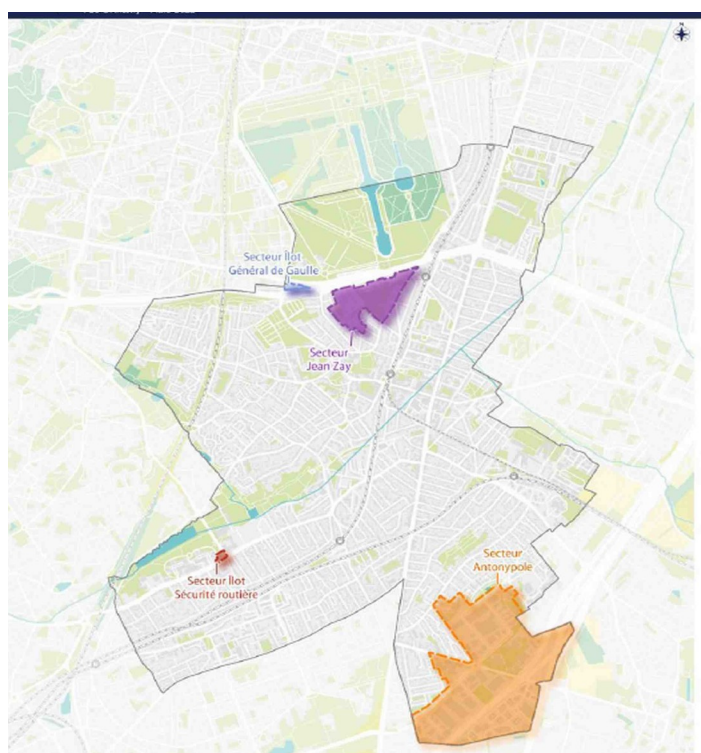 N
Secteur Îlot
Général de Gaulle
Secteur
Jean Zay
Secteur
Antonypole
Secteur Îlot
Sécurité routière